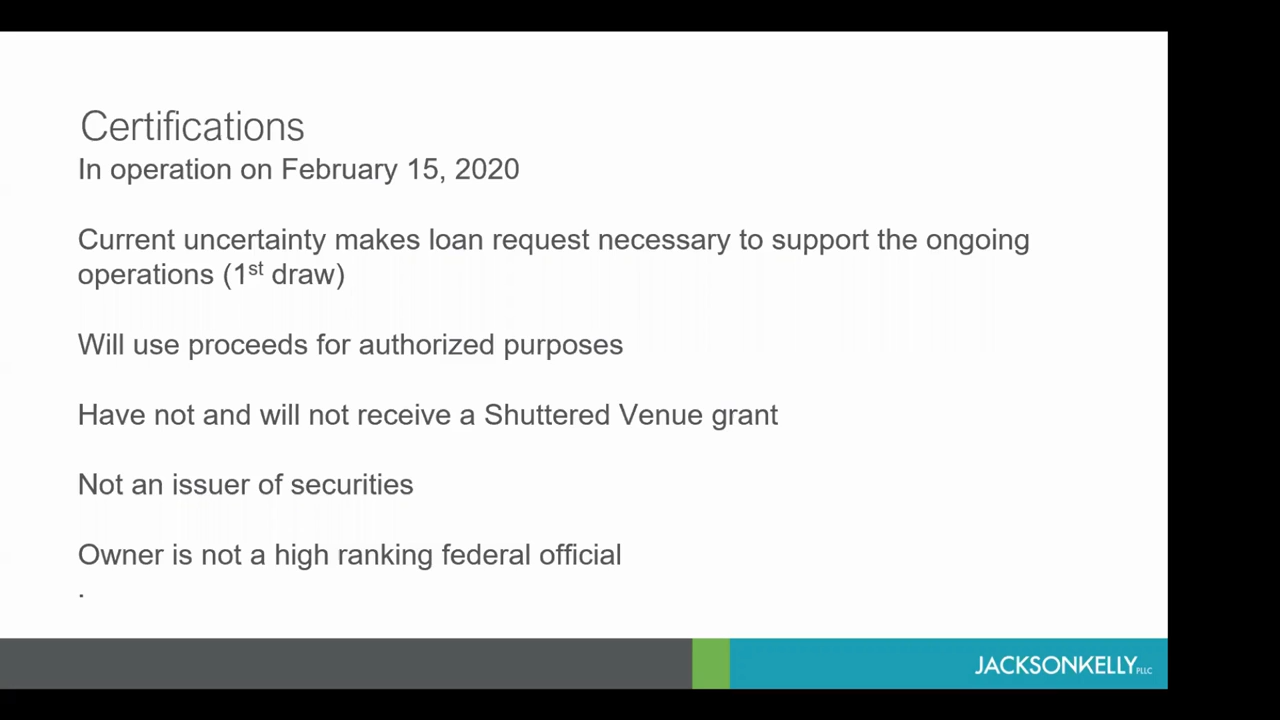 Certifications
In operation on February 15, 2020
Current uncertainty makes loan request necessary to support the ongoing
operations (1st draw)
Will use proceeds for authorized purposes
Have not and will not receive a Shuttered Venue grant
Not an issuer of securities
Owner is not a high ranking federal official
.
JACKSONKELLY PLLC